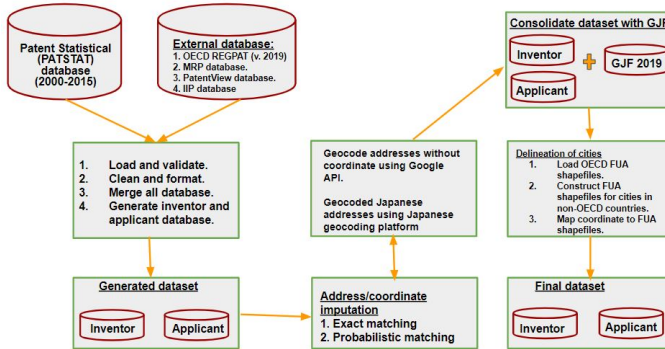 Patent Statistical
(PATSTAT)
database
(2000-2015)
External database:
1. OECD REGPAT (v. 2019)
2. MRP database.
3. PatentView database.
4. IIP database
1. Load and validate.
2. Clean and format.
3. Merge all database.
4. Generate inventor and
applicant database.
Generated dataset
Inventor
Applicant
Address/coordinate
imputation
1. Exact matching
2. Probabilistic matching
Geocode addresses without
coordinate using Google
API.
Geocoded Japanese
addresses using Japanese
geocoding platform
Consolidate dataset with GJF
Inventor
Applicant
GJF 2019
Delineation of cities
1. Load OECD FUA
shapefiles.
2. Construct FUA
shapefiles for cities in
non-OECD countries.
3. Map coordinate to FUA
shapefiles.
Final dataset
Inventor
Applicant